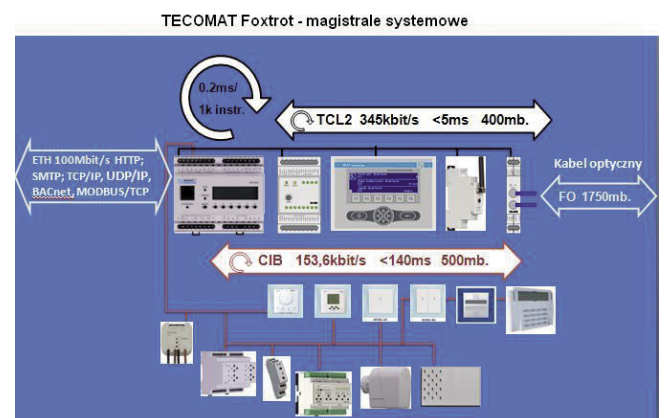 TECOMAT Foxtrot - magistrale systemowe
0.2ms/
1k instr.
TCL2 345kbit/s <5ms 400mb.
ETH 100Mbit/s HTTP;
SMTP; TCP/IP, UDP/IP,
BACnet, MODBUS/TCP
Kabel optyczny
FO 1750mb.
CIB 153,6kbit/s <140ms 500mb.